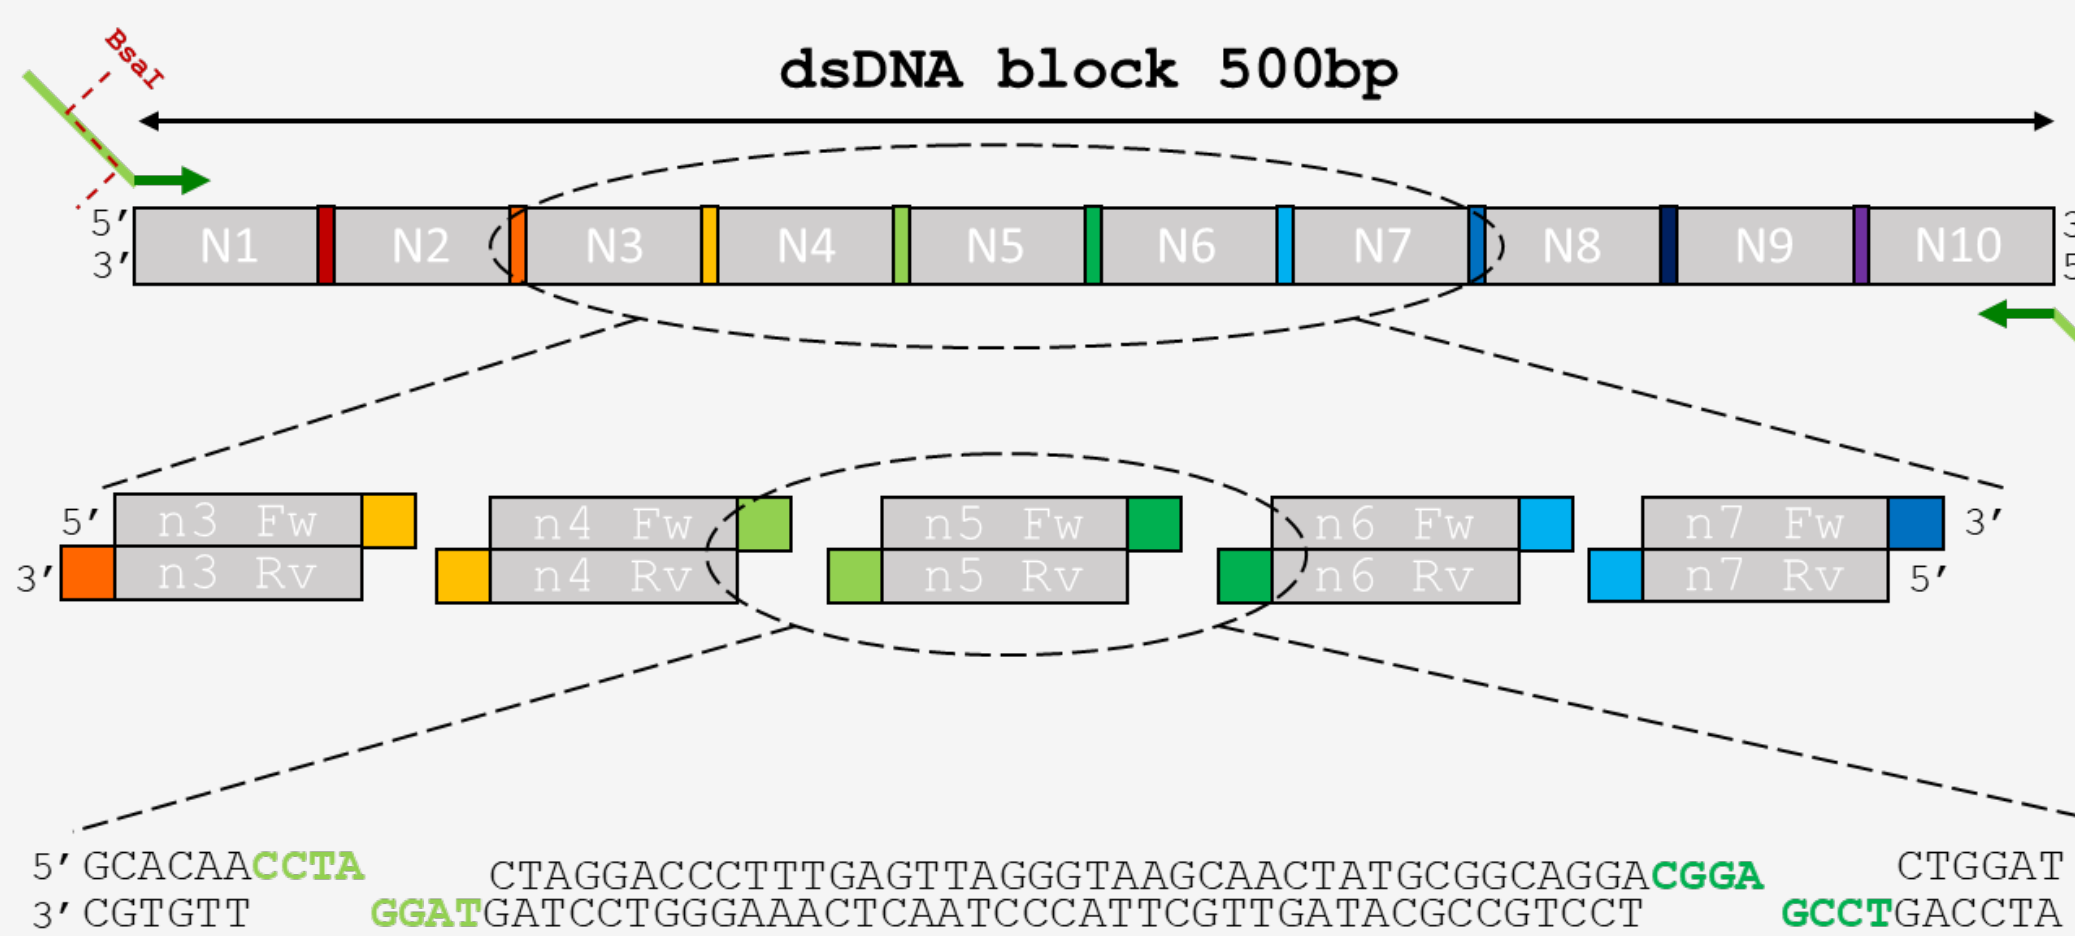 BsaI
dsDNA block 500bp
5′ N1 N2 N3 N4 N5 N6 N7 N8 N9 N10 3
3′ 5
5′ n3 Fw n4 Fw n5 Fw n6 Fw n7 Fw 3′
3′ n3 Rv n4 Rv n5 Rv n6 Rv n7 Rv 5′
5′ GCACAACCTA CTAGGACCCTTTGAGTTAGGGTAAGCAACTATGCGGCAGGACGGA CTGGAT
3′ CGTGTT GGATGATCCTGGGAAACTCAATCCCATTCGTTGATACGCCGTCCT GCCTGACCTA